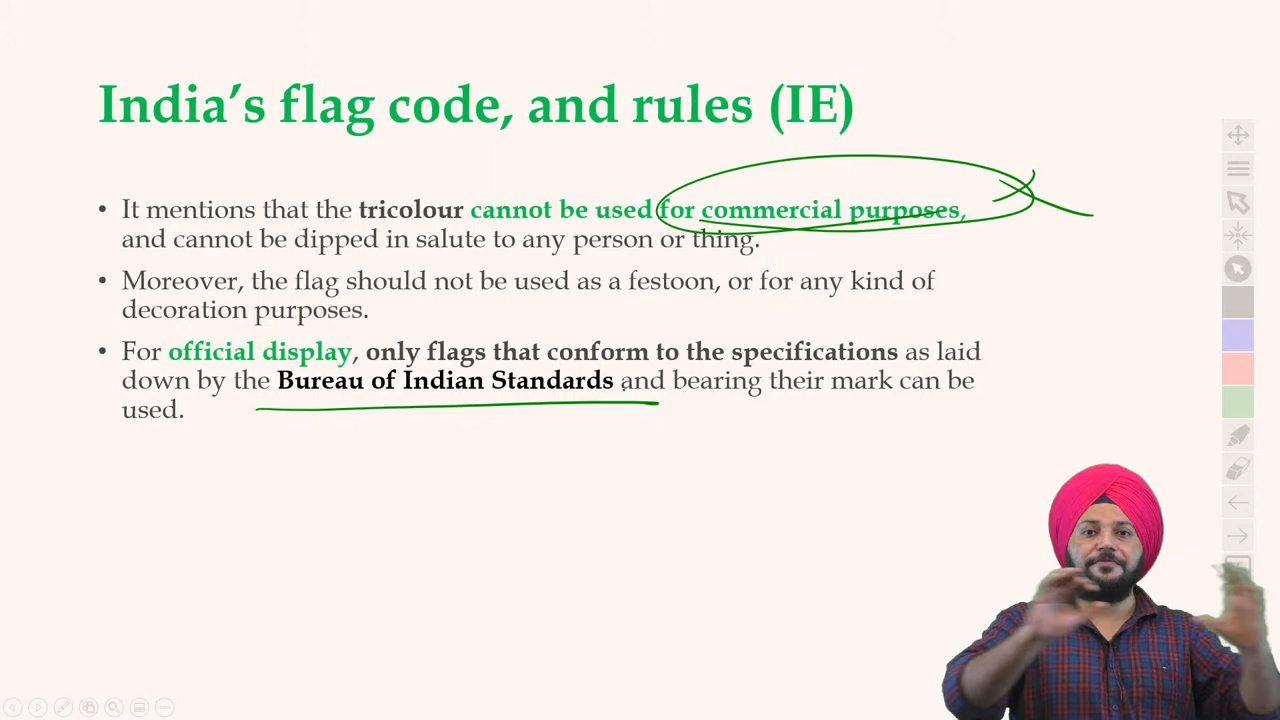 India’s flag code, and rules (IE)
• It mentions that the tricolour cannot be used for commercial purposes,
and cannot be dipped in salute to any person or thing.
• Moreover, the flag should not be used as a festoon, or for any kind of
decoration purposes.
• For official display, only flags that conform to the specifications as laid
down by the Bureau of Indian Standards and bearing their mark can be
used.